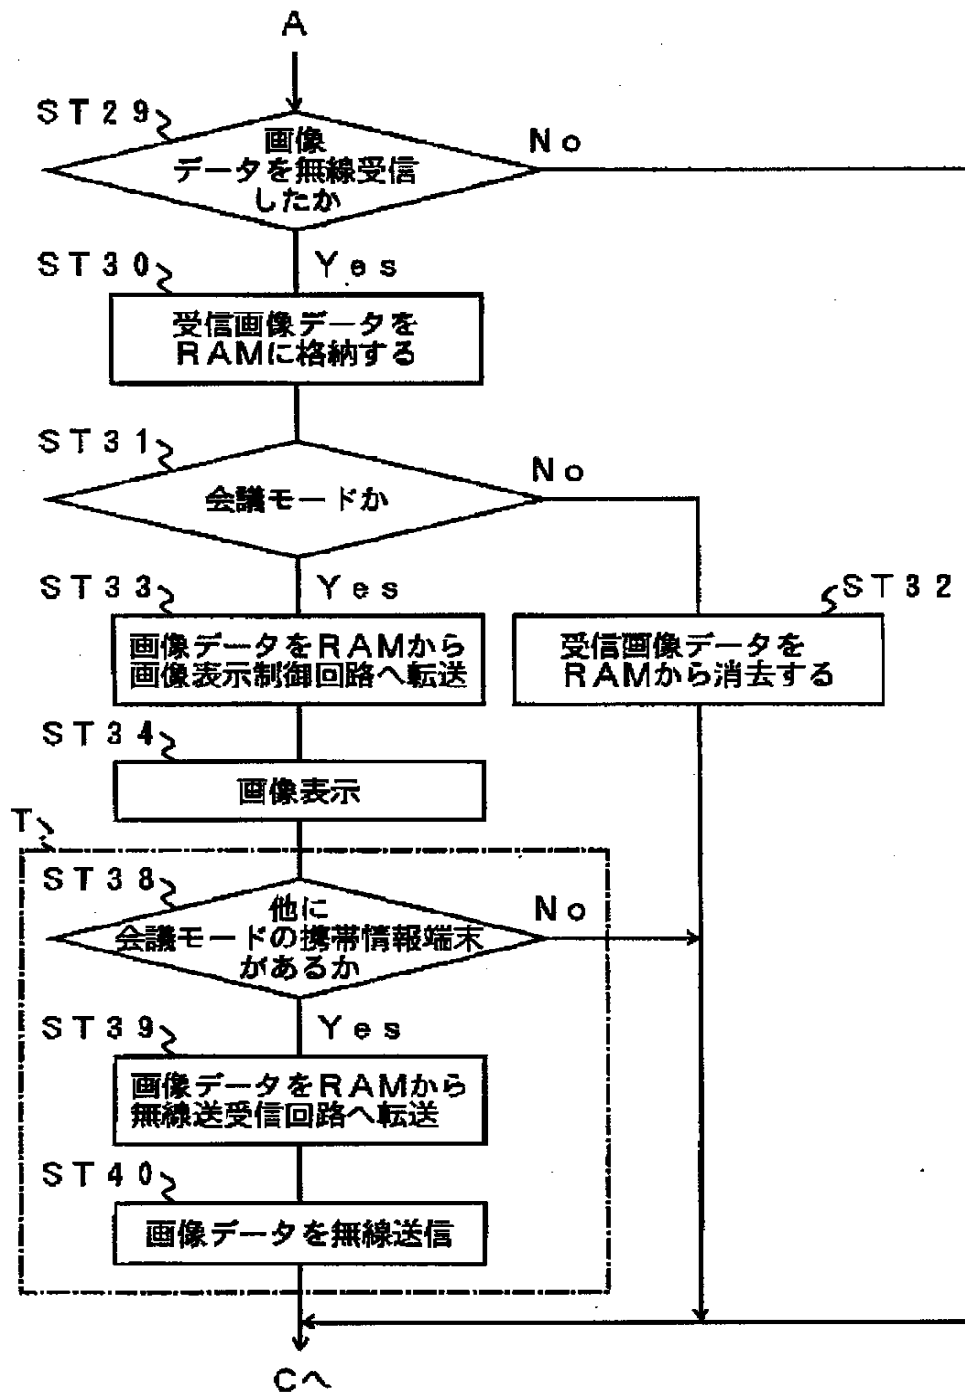 A
ST29
画像
データを無線受信
したか
No
Yes
ST30
受信画像データを
RAMに格納する
ST31
会議モードか
No
Yes
ST33
画像データをRAMから
画像表示制御回路へ転送
ST32
受信画像データを
RAMから消去する
ST34
画像表示
T
ST38
他に
会議モードの携帯情報端末
があるか
No
Yes
ST39
画像データをRAMから
無線送受信回路へ転送
ST40
画像データを無線送信
Cへ